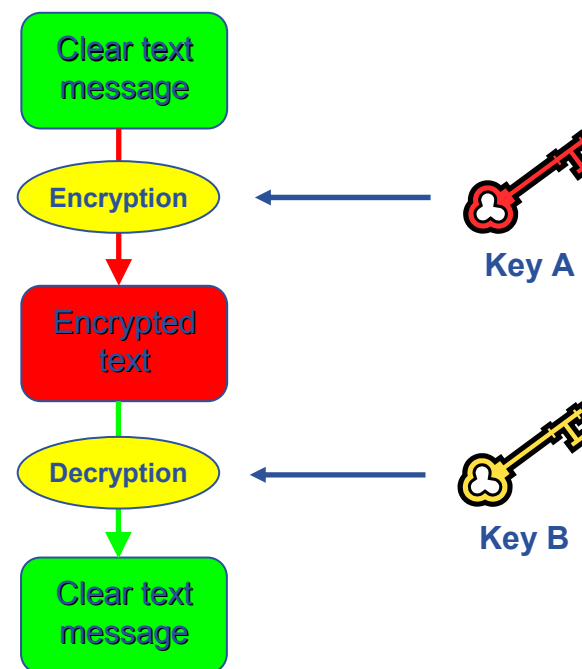 Clear text
message
Encryption
Key A
Encrypted
text
Decryption
Key B
Clear text
message